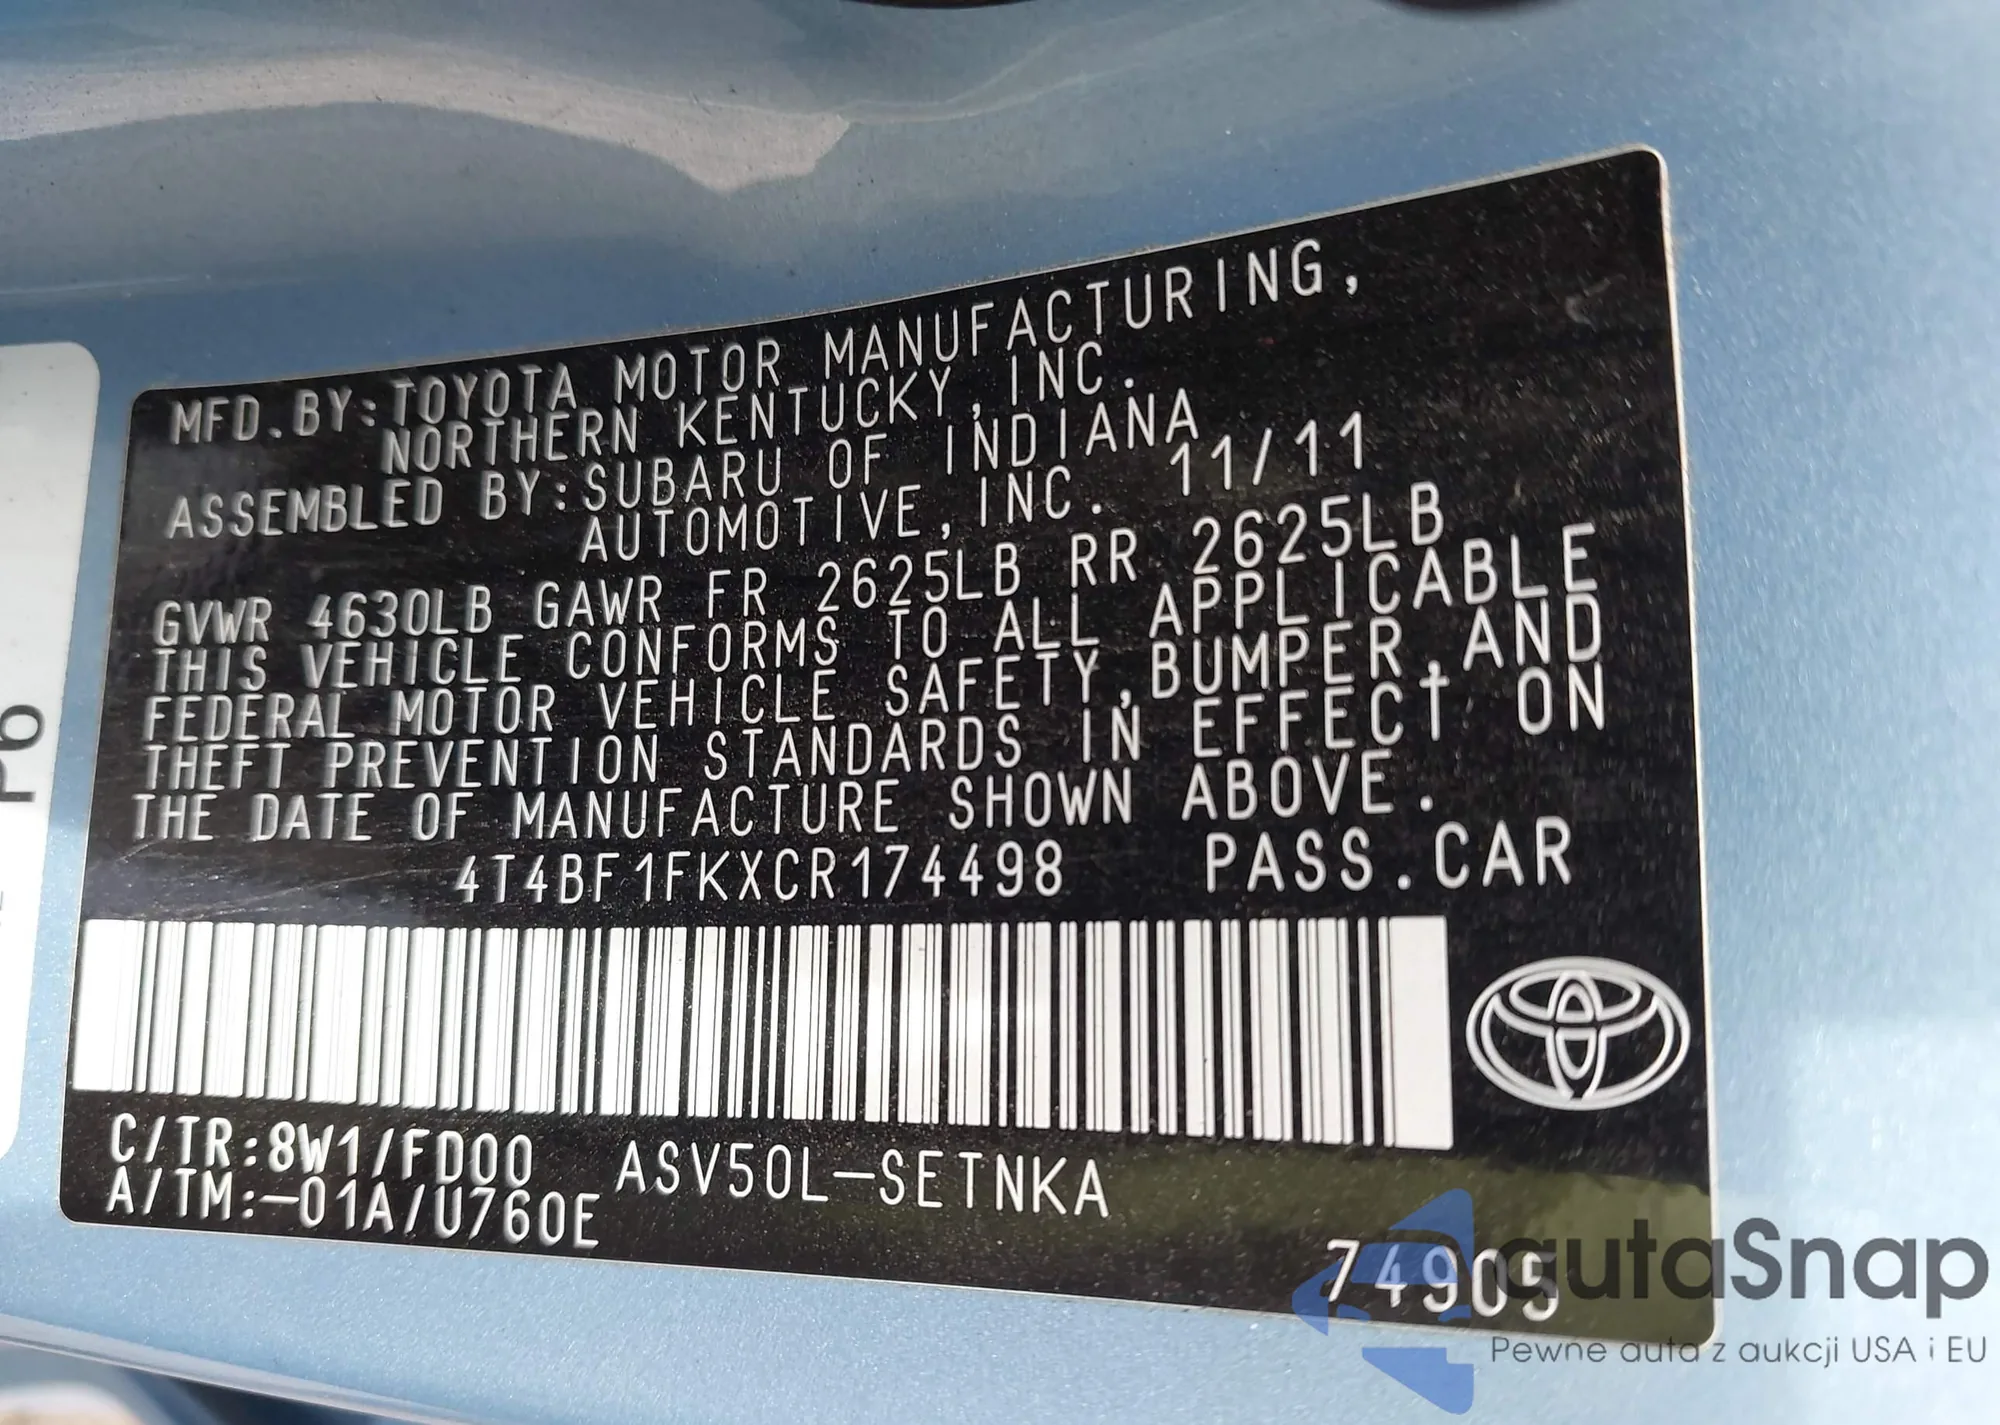 MFD.BY:TOYOTA MOTOR MANUFACTURING,
NORTHERN KENTUCKY, INC.
ASSEMBLED BY:SUBARU OF INDIANA
AUTOMOTIVE, INC. 11/11
GVWR 4630LB GAWR FR 2625LB RR 2625LB
THIS VEHICLE CONFORMS TO ALL APPLICABLE
FEDERAL MOTOR VEHICLE SAFETY,BUMPER,AND
THEFT PREVENTION STANDARDS IN EFFECT ON
THE DATE OF MANUFACTURE SHOWN ABOVE.
4T4BF1FKXCR174498 PASS.CAR
C/TR:8W1/FD00 ASV50L-SETNKA
A/TM:-01A/U760E
74905
autaSnap
Pewne auta z aukcji USA i EU